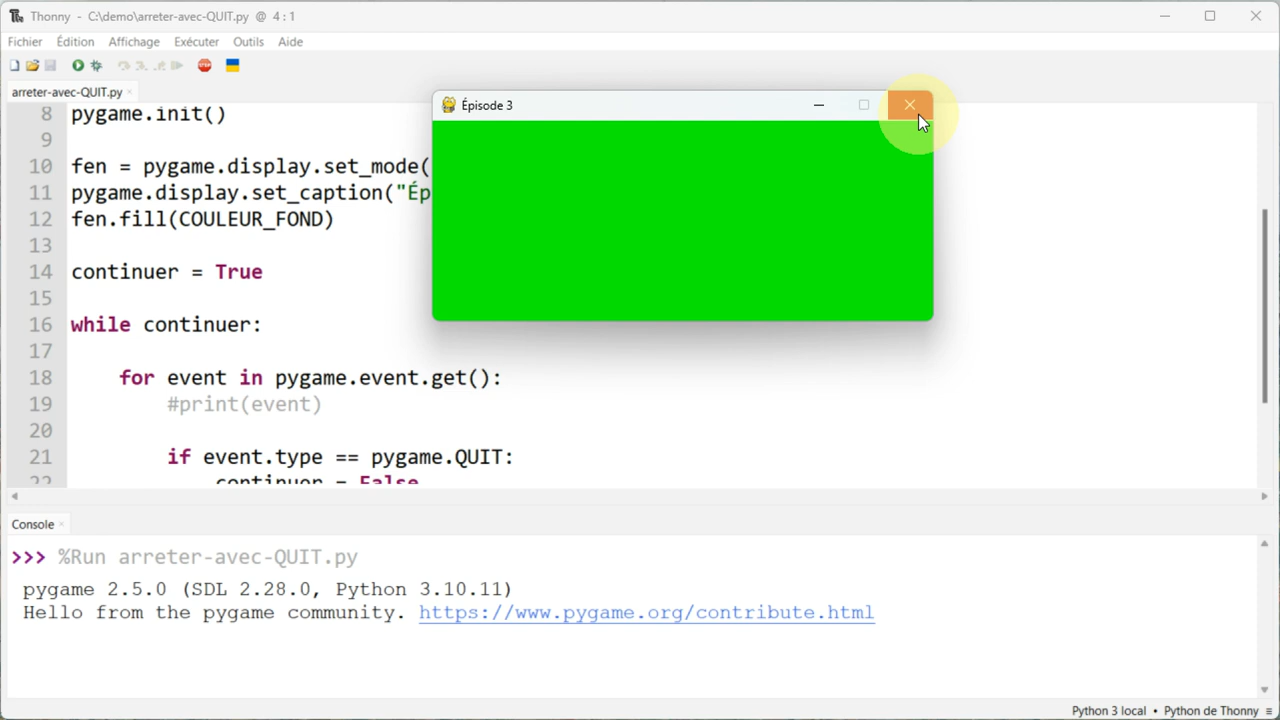 Thonny - C:\demo\arreter-avec-QUIT.py @ 4 : 1
Fichier Édition Affichage Exécuter Outils Aide
arreter-avec-QUIT.py
Épisode 3
8 pygame.init()
9
10 fen = pygame.display.set_mode(
11 pygame.display.set_caption("Ép
12 fen.fill(COULEUR_FOND)
13
14 continuer = True
15
16 while continuer:
17
18 for event in pygame.event.get():
19 #print(event)
20
21 if event.type == pygame.QUIT:
22 continuer = False
Console
>>> %Run arreter-avec-QUIT.py
pygame 2.5.0 (SDL 2.28.0, Python 3.10.11)
Hello from the pygame community. https://www.pygame.org/contribute.html
Python 3 local • Python de Thonny